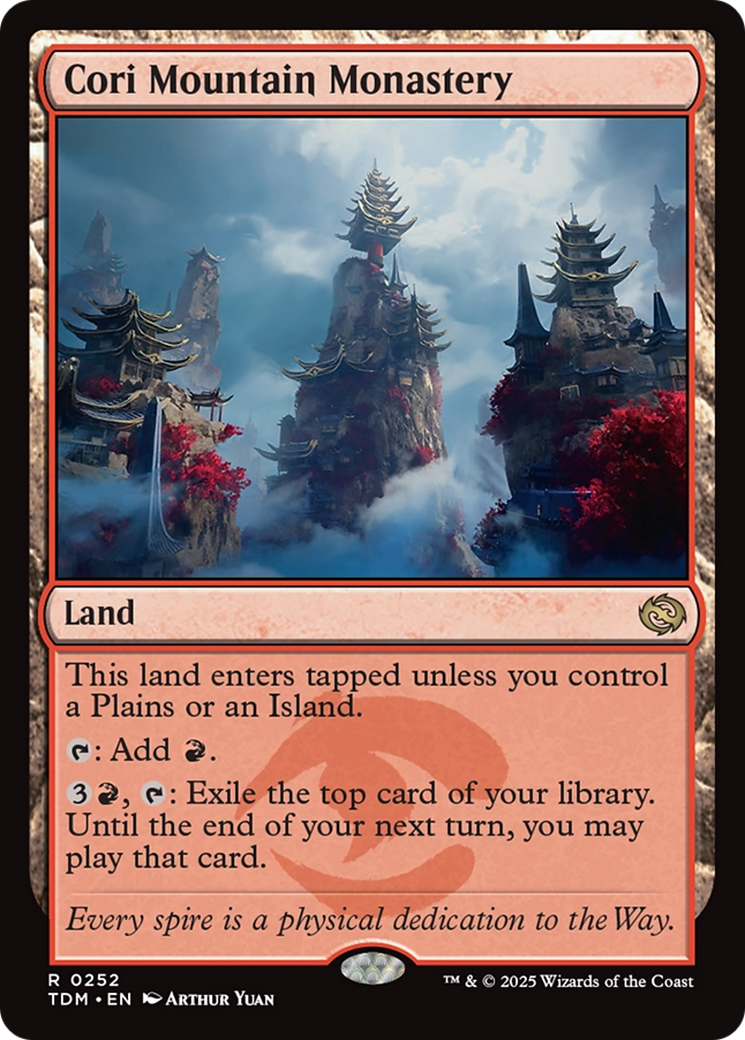 Cori Mountain Monastery
Land
This land enters tapped unless you control
a Plains or an Island.
: Add .
3, : Exile the top card of your library.
Until the end of your next turn, you may
play that card.
Every spire is a physical dedication to the Way.
R 0252
TDM • EN Arthur Yuan
™ & © 2025 Wizards of the Coast